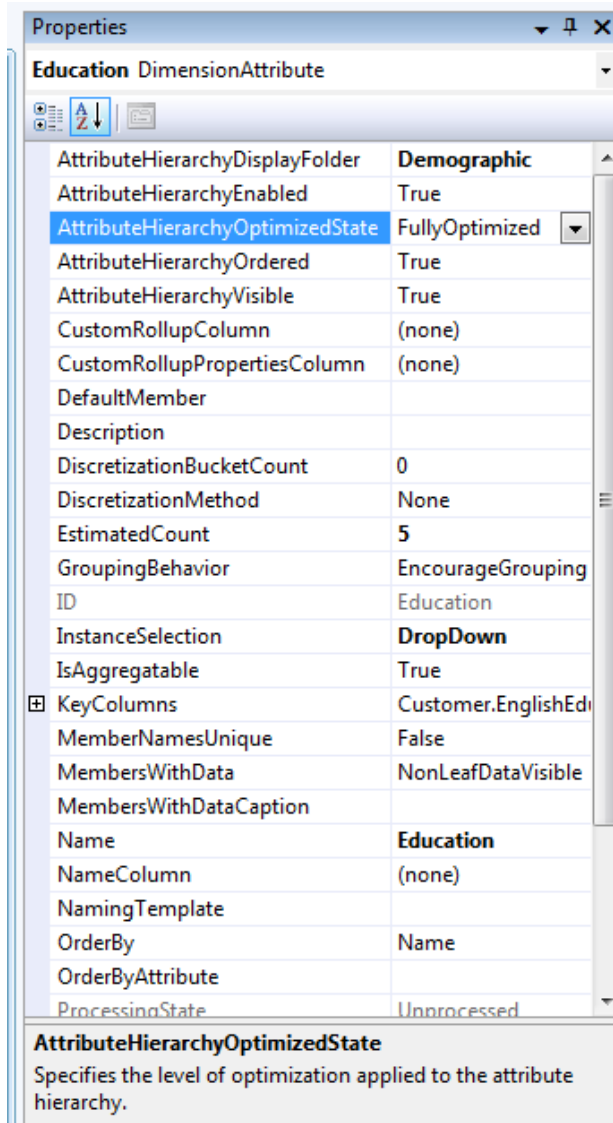 Properties
Education DimensionAttribute
AttributeHierarchyDisplayFolder Demographic
AttributeHierarchyEnabled True
AttributeHierarchyOptimizedState FullyOptimized
AttributeHierarchyOrdered True
AttributeHierarchyVisible True
CustomRollupColumn (none)
CustomRollupPropertiesColumn (none)
DefaultMember
Description
DiscretizationBucketCount 0
DiscretizationMethod None
EstimatedCount 5
GroupingBehavior EncourageGrouping
ID Education
InstanceSelection DropDown
IsAggregatable True
KeyColumns Customer.EnglishEdu
MemberNamesUnique False
MembersWithData NonLeafDataVisible
MembersWithDataCaption
Name Education
NameColumn (none)
NamingTemplate
OrderBy Name
OrderByAttribute
ProcessingState Unprocessed
AttributeHierarchyOptimizedState
Specifies the level of optimization applied to the attribute
hierarchy.